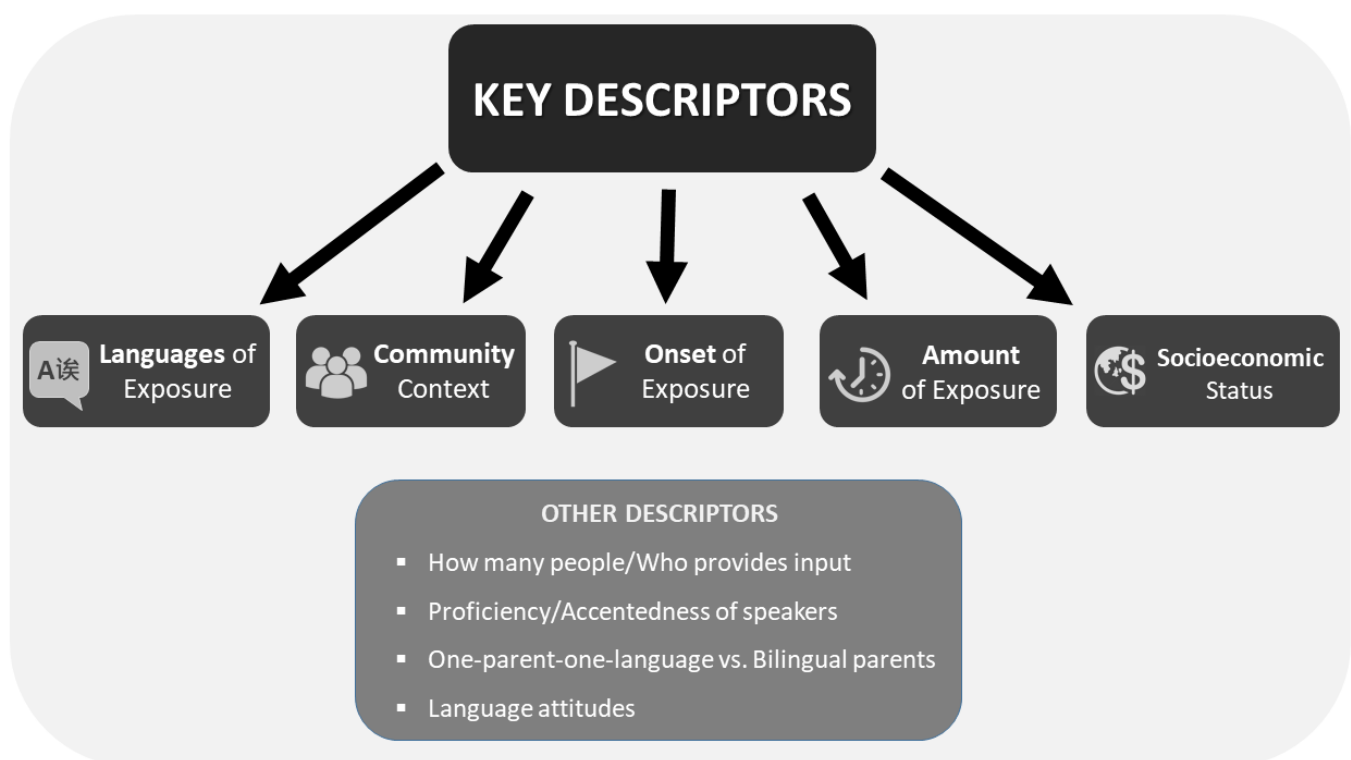 KEY DESCRIPTORS
A诶
Languages of
Exposure
Community
Context
Onset of
Exposure
Amount
of Exposure
$
Socioeconomic
Status
OTHER DESCRIPTORS
▪ How many people/Who provides input
▪ Proficiency/Accentedness of speakers
▪ One-parent-one-language vs. Bilingual parents
▪ Language attitudes